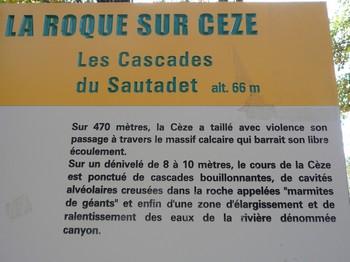 LA ROQUE SUR CEZE
Les Cascades
du Sautadet alt. 66 m
Sur 470 mètres, la Cèze a taillé avec violence son
passage à travers le massif calcaire qui barrait son libre
écoulement.
Sur un dénivelé de 8 à 10 mètres, le cours de la Cèze
est ponctué de cascades bouillonnantes, de cavités
alvéolaires creusées dans la roche appelées "marmites
de géants" et enfin d'une zone d'élargissement et de
ralentissement des eaux de la rivière dénommée
canyon.